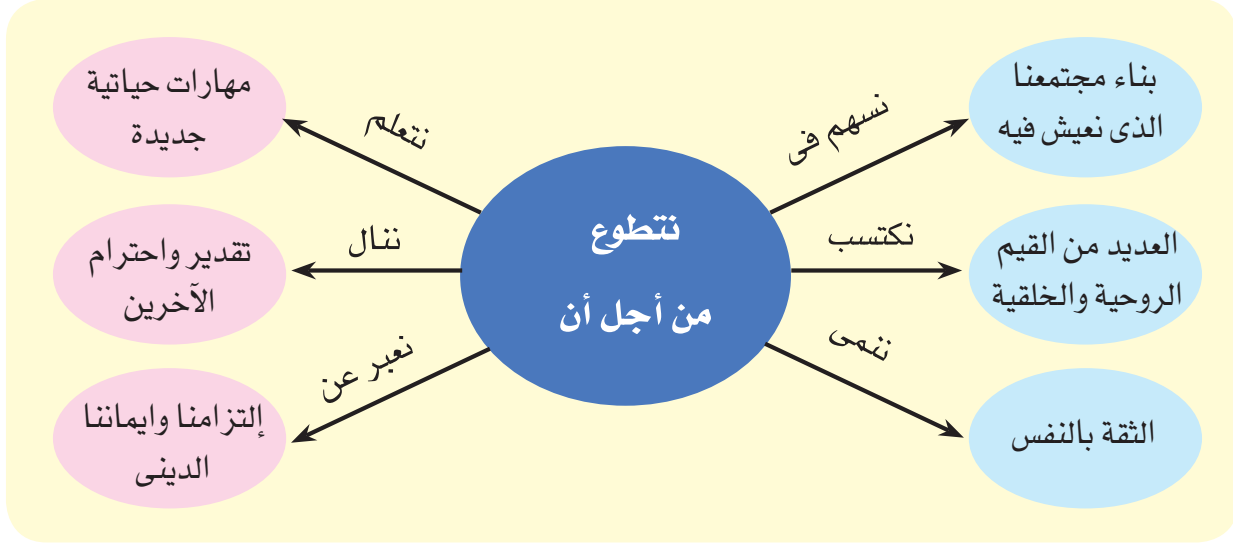 نتطوع
من أجل أن
نسهم فى
بناء مجتمعنا
الذى نعيش فيه
نكتسب
العديد من القيم
الروحية والخلقية
ننمى
الثقة بالنفس
نتعلم
مهارات حياتية
جديدة
ننال
تقدير واحترام
الآخرين
نعبر عن
إلتزامنا وايماننا
الدينى